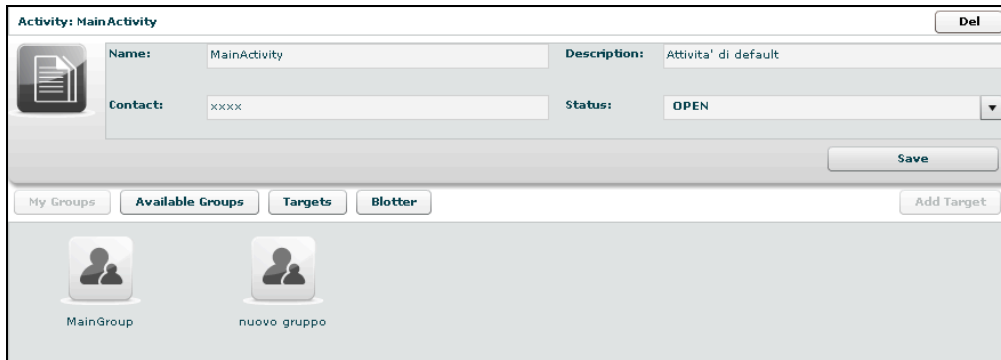 Activity: MainActivity
Del
Name: MainActivity Description: Attivita' di default
Contact: xxxx Status: OPEN
Save
My Groups Available Groups Targets Blotter Add Target
MainGroup nuovo gruppo